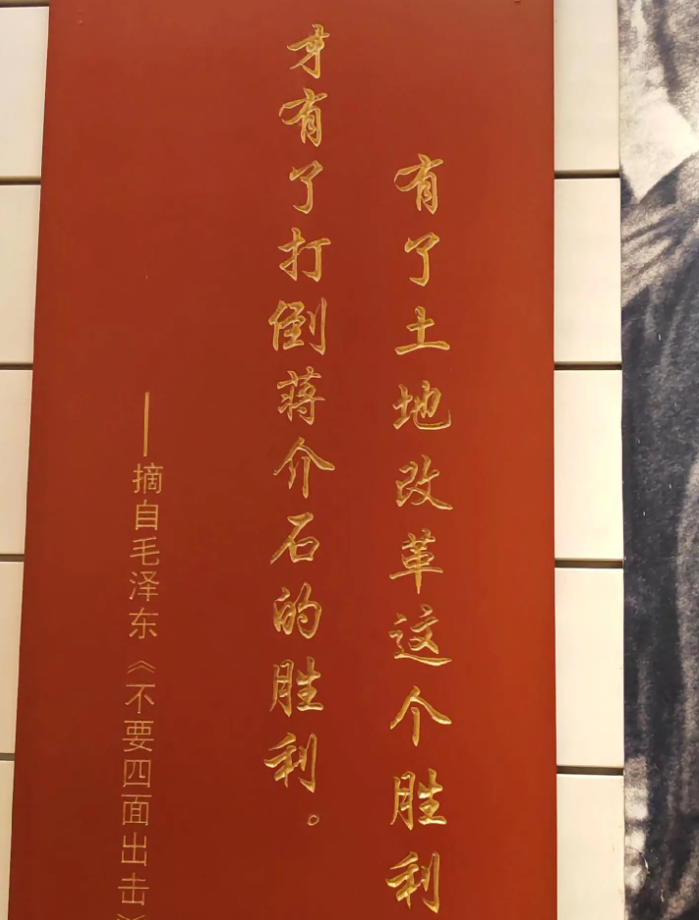 有了土地改革这个胜利
才有了打倒蒋介石的胜利。
——摘自毛泽东《不要四面出击》